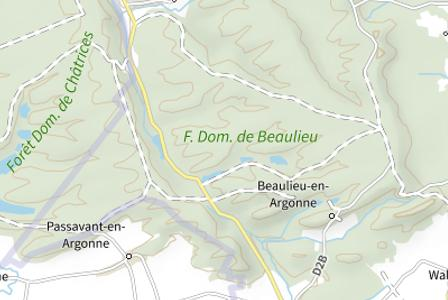 Forêt Dom. de Châtrices
F. Dom. de Beaulieu
Beaulieu-en-
Argonne
Passavant-en-
Argonne
D2B